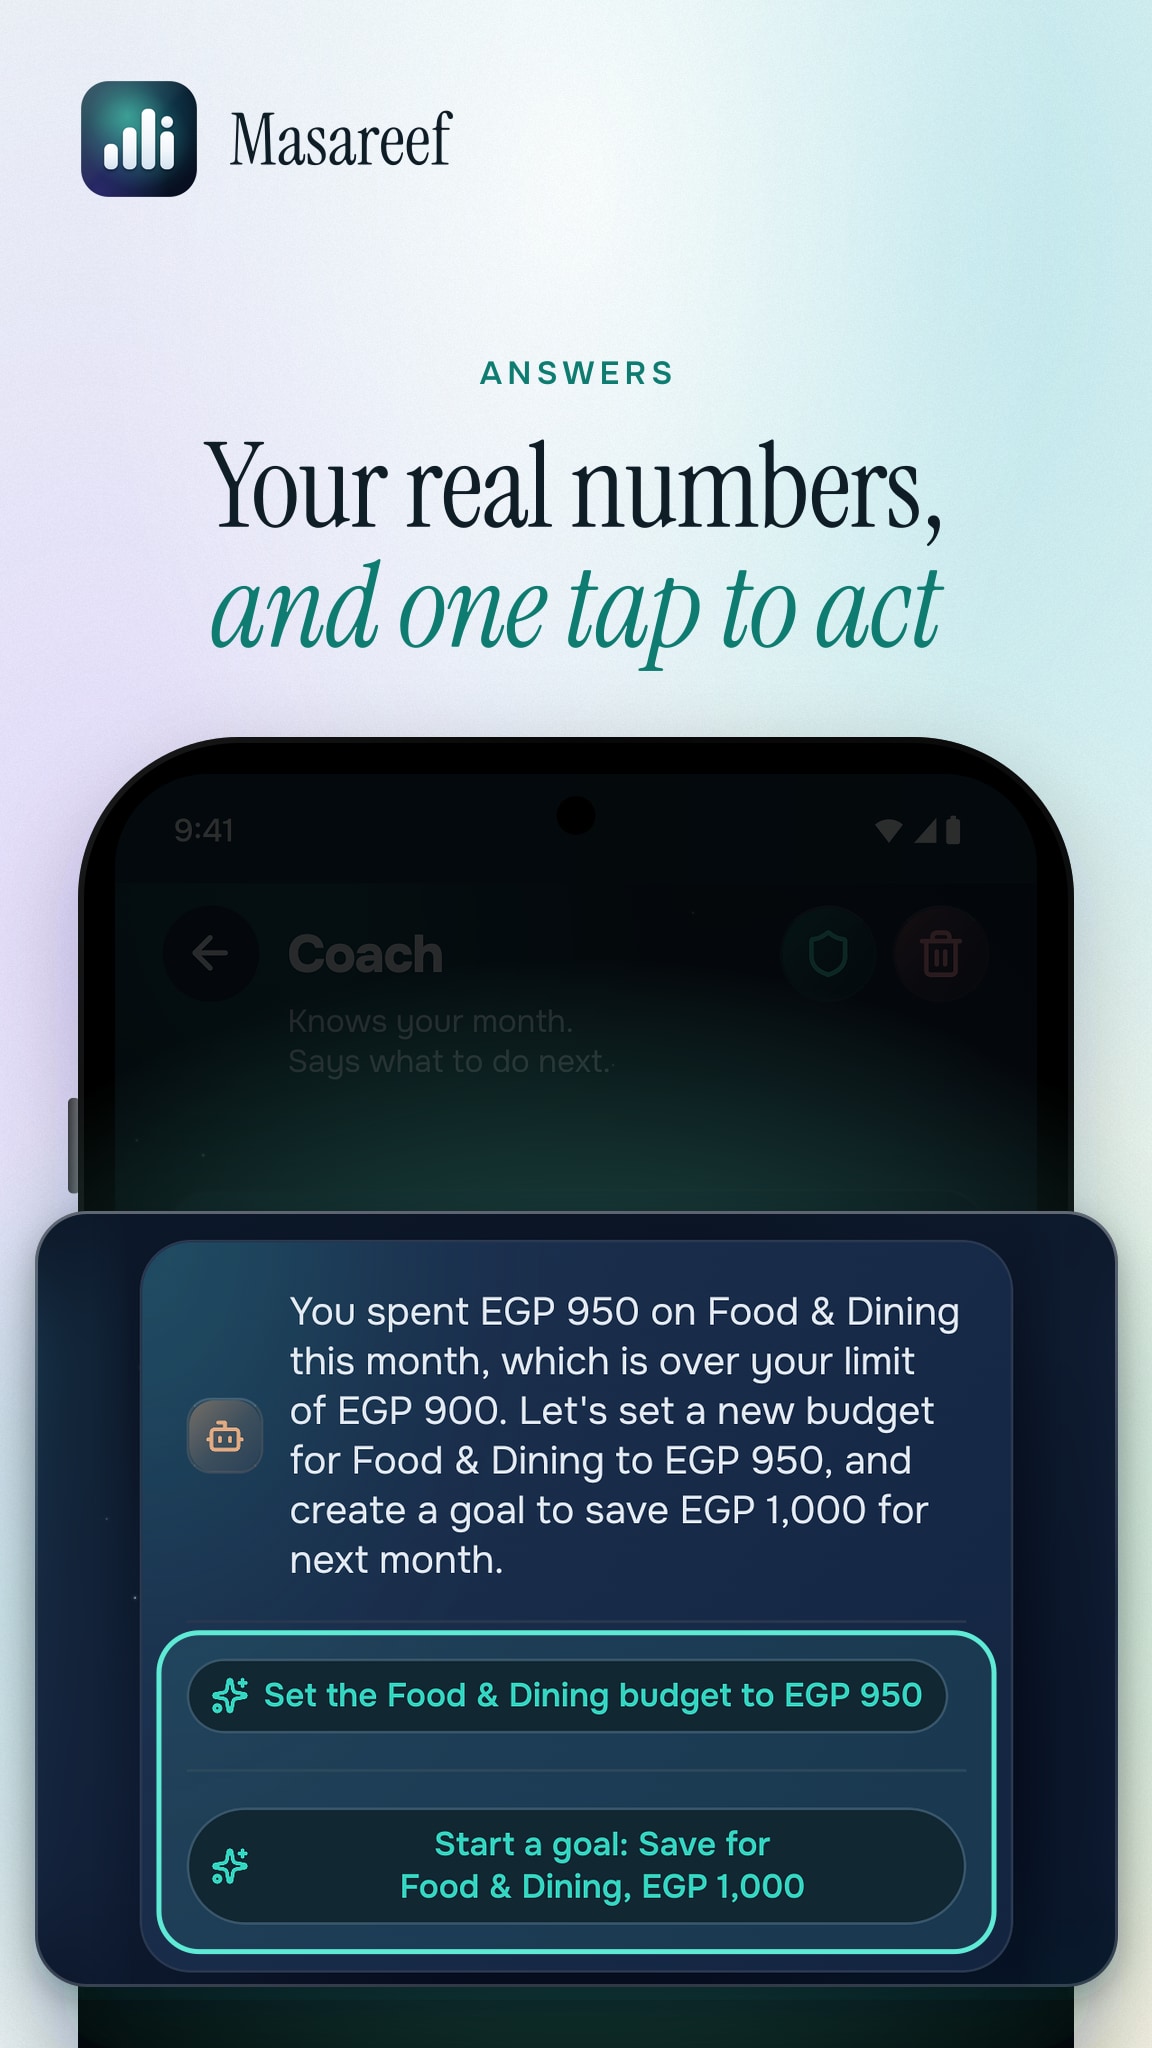 Masareef
ANSWERS
Your real numbers,
and one tap to act
9:41
Coach
Knows your month.
Says what to do next.
You spent EGP 950 on Food & Dining
this month, which is over your limit
of EGP 900. Let's set a new budget
for Food & Dining to EGP 950, and
create a goal to save EGP 1,000 for
next month.
Set the Food & Dining budget to EGP 950
Start a goal: Save for
Food & Dining, EGP 1,000